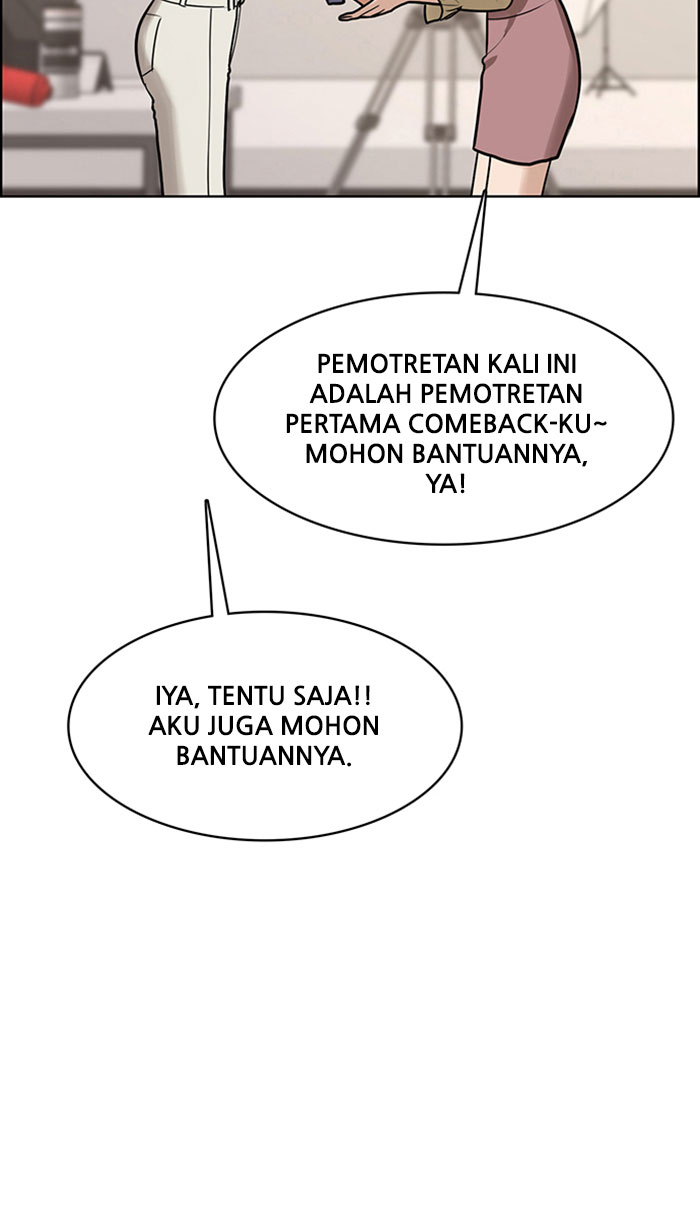 PEMOTRETAN KALI INI
ADALAH PEMOTRETAN
PERTAMA COMEBACK-KU~
MOHON BANTUANNYA,
YA!
IYA, TENTU SAJA!!
AKU JUGA MOHON
BANTUANNYA.